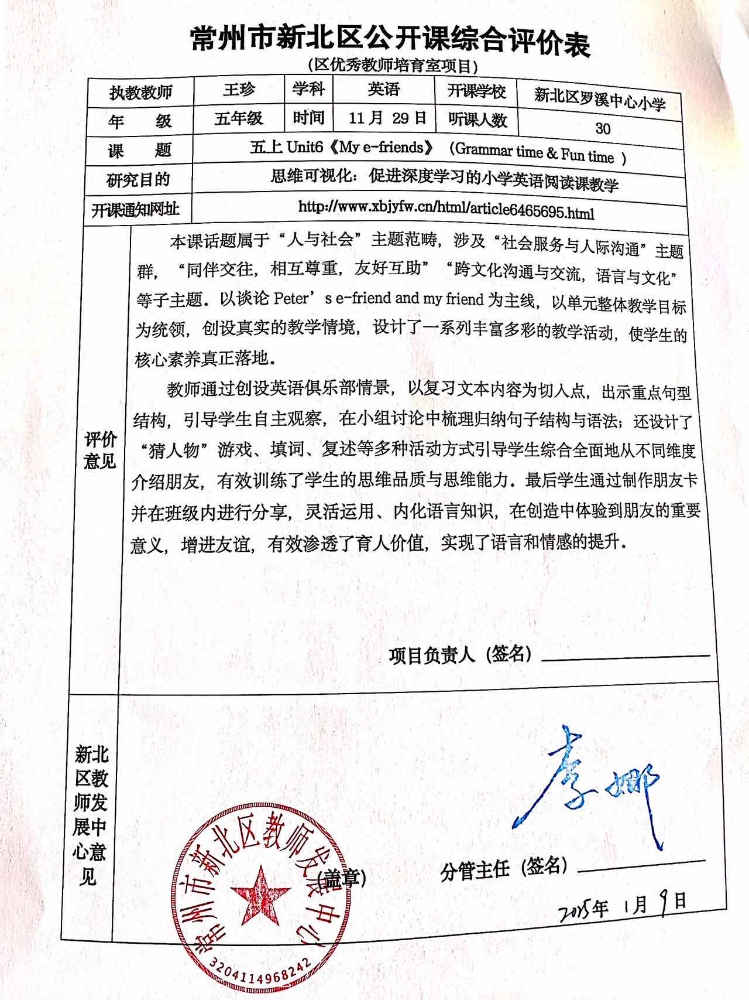 常州市新北区公开课综合评价表
(区优秀教师培育室项目)
执教教师 王珍 学科 英语 开课学校 新北区罗溪中心小学
年 级 五年级 时间 11月 29日 听课人数 30
课 题 五上 Unit6《My e-friends》 (Grammar time & Fun time )
研究目的 思维可视化：促进深度学习的小学英语阅读课教学
开课通知网址 http://www.xbjyfw.cn/html/article6465695.html
本课话题属于“人与社会”主题范畴，涉及“社会服务与人际沟通”主题
群，“同伴交往，相互尊重，友好互助”“跨文化沟通与交流，语言与文化”
等子主题．以谈论 Peter’s e-friend and my friend 为主线，以单元整体教学目标
为统领，创设真实的教学情境，设计了一系列丰富多彩的教学活动，使学生的
核心素养真正落地。
教师通过创设英语俱乐部情景，以复习文本内容为切入点，出示重点句型
结构，引导学生自主观察，在小组讨论中梳理归纳句子结构与语法；还设计了
“猜人物”游戏、填词、复述等多种活动方式引导学生综合全面地从不同维度
介绍朋友，有效训练了学生的思维品质与思维能力．最后学生通过制作朋友卡
并在班级内进行分享，灵活运用、内化语言知识，在创造中体验到朋友的重要
意义，增进友谊，有效渗透了育人价值，实现了语言和情感的提升．
评价
意见
项目负责人（签名）
新北
区教
师发
展中
心意
见
李娜
常州市新北区教师发展中心
(盖章)
分管主任（签名）
2025年 1月 9日
3204114968242